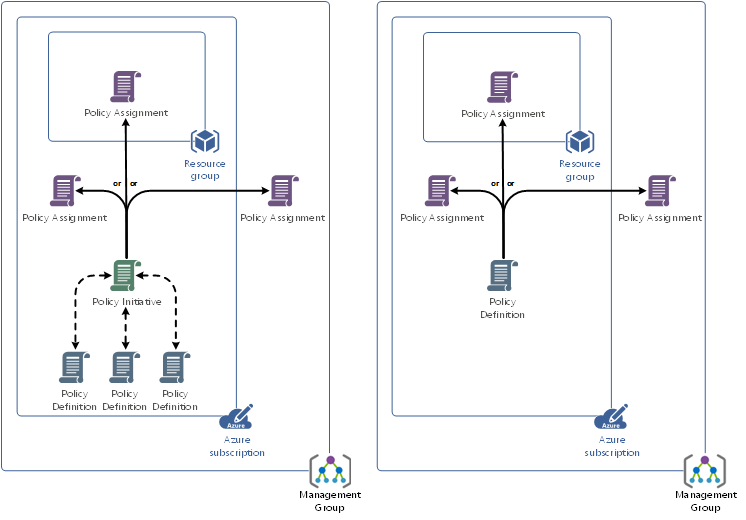 Policy Assignment
Resource
group
or or
Policy Assignment
Policy Assignment
Policy Initiative
Policy
Definition
Policy
Definition
Policy
Definition
Azure
Azure
subscription
Management
Group
Policy Assignment
Resource
group
or or
Policy Assignment
Policy Assignment
Policy
Definition
Azure
Azure
subscription
Management
Group